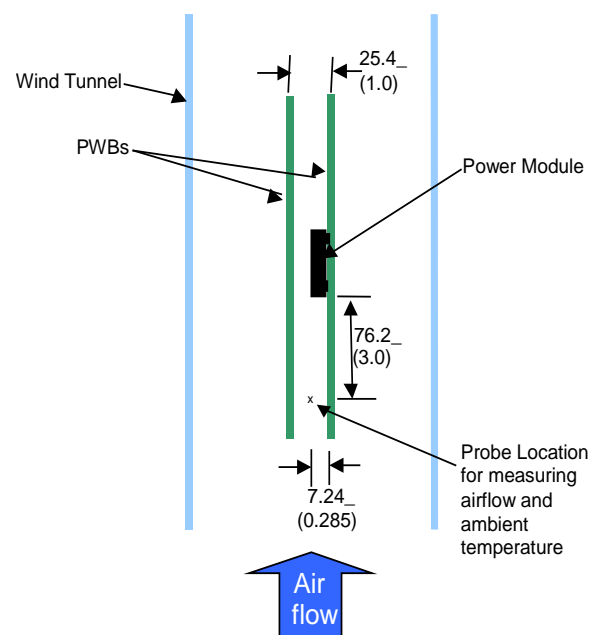 25.4_
(1.0)
Wind Tunnel
PWBs
Power Module
76.2_
(3.0)
x
Probe Location
for measuring
airflow and
ambient
temperature
7.24_
(0.285)
Air
flow